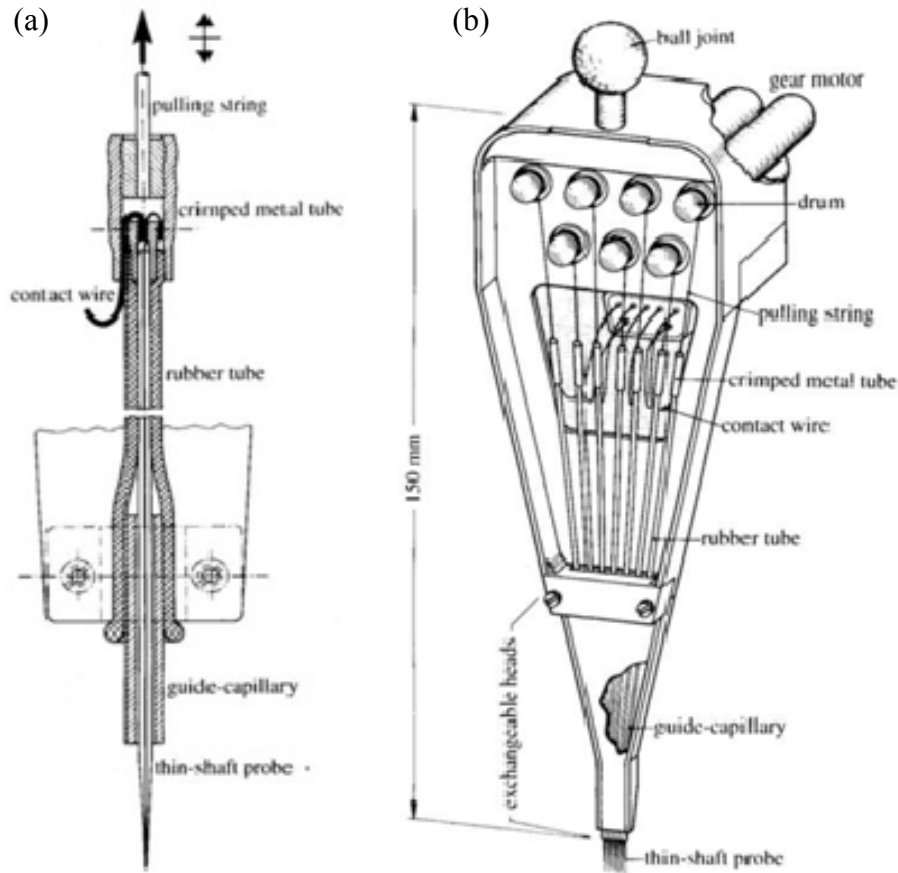 (a)
pulling string
crimped metal tube
contact wire
rubber tube
guide-capillary
thin-shaft probe
(b)
ball joint
gear motor
drum
pulling string
crimped metal tube
contact wire
150 mm
rubber tube
exchangeable heads
guide-capillary
thin-shaft probe